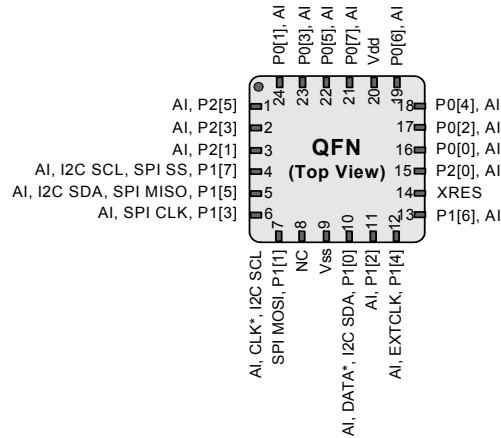 P0[1], AI
P0[3], AI
P0[5], AI
P0[7], AI
Vdd
P0[6], AI
24
23
22
21
20
19
AI, P2[5]
1
18
P0[4], AI
AI, P2[3]
2
17
P0[2], AI
AI, P2[1]
3
QFN
16
P0[0], AI
AI, I2C SCL, SPI SS, P1[7]
4
(Top View)
15
P2[0], AI
AI, I2C SDA, SPI MISO, P1[5]
5
14
XRES
AI, SPI CLK, P1[3]
6
13
P1[6], AI
7
8
9
10
11
12
AI, CLK*, I2C SCL
SPI MOSI, P1[1]
NC
Vss
AI, DATA*, I2C SDA, P1[0]
AI, P1[2]
AI, EXTCLK, P1[4]